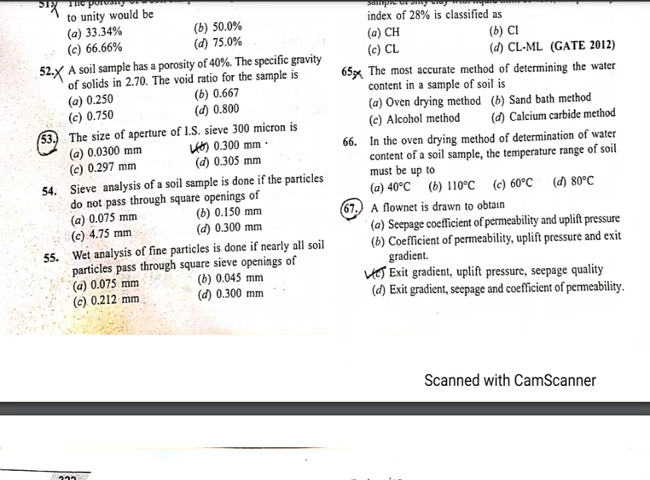 51. The porosity of a soil
to unity would be
(a) 33.34% (b) 50.0%
(c) 66.66% (d) 75.0%
52. A soil sample has a porosity of 40%. The specific gravity
of solids in 2.70. The void ratio for the sample is
(a) 0.250 (b) 0.667
(c) 0.750 (d) 0.800
53. The size of aperture of I.S. sieve 300 micron is
(a) 0.0300 mm (b) 0.300 mm
(c) 0.297 mm (d) 0.305 mm
54. Sieve analysis of a soil sample is done if the particles
do not pass through square openings of
(a) 0.075 mm (b) 0.150 mm
(c) 4.75 mm (d) 0.300 mm
55. Wet analysis of fine particles is done if nearly all soil
particles pass through square sieve openings of
(a) 0.075 mm (b) 0.045 mm
(c) 0.212 mm (d) 0.300 mm
sample of silty clay with liquid
index of 28% is classified as
(a) CH (b) CI
(c) CL (d) CL-ML (GATE 2012)
65. The most accurate method of determining the water
content in a sample of soil is
(a) Oven drying method (b) Sand bath method
(c) Alcohol method (d) Calcium carbide method
66. In the oven drying method of determination of water
content of a soil sample, the temperature range of soil
must be up to
(a) 40°C (b) 110°C (c) 60°C (d) 80°C
67. A flownet is drawn to obtain
(a) Seepage coefficient of permeability and uplift pressure
(b) Coefficient of permeability, uplift pressure and exit
gradient.
(c) Exit gradient, uplift pressure, seepage quality
(d) Exit gradient, seepage and coefficient of permeability.
Scanned with CamScanner